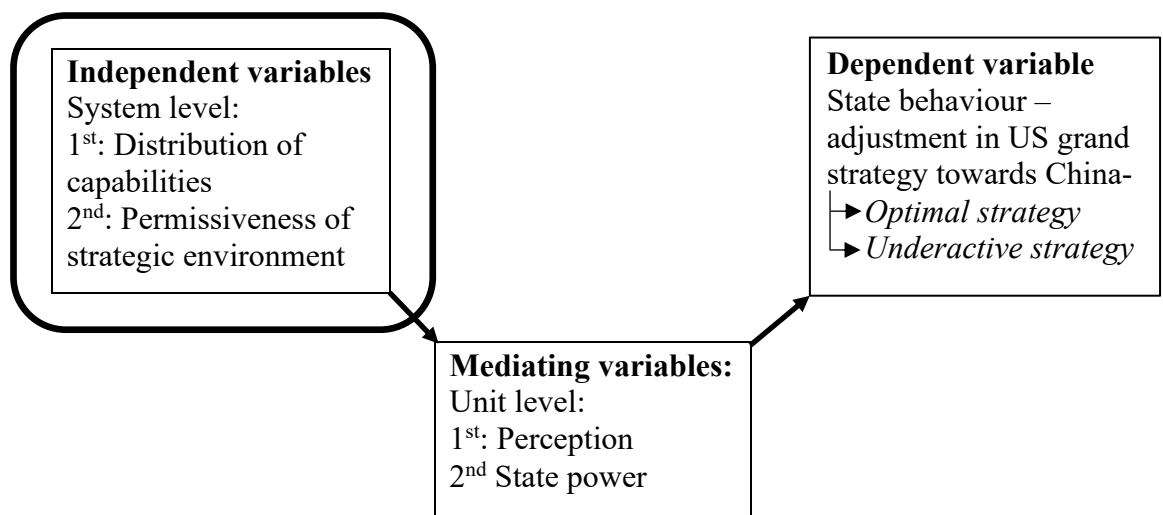 Independent variables
System level:
1st: Distribution of
capabilities
2nd: Permissiveness of
strategic environment
Mediating variables:
Unit level:
1st: Perception
2nd State power
Dependent variable
State behaviour –
adjustment in US grand
strategy towards China-
Optimal strategy
Underactive strategy